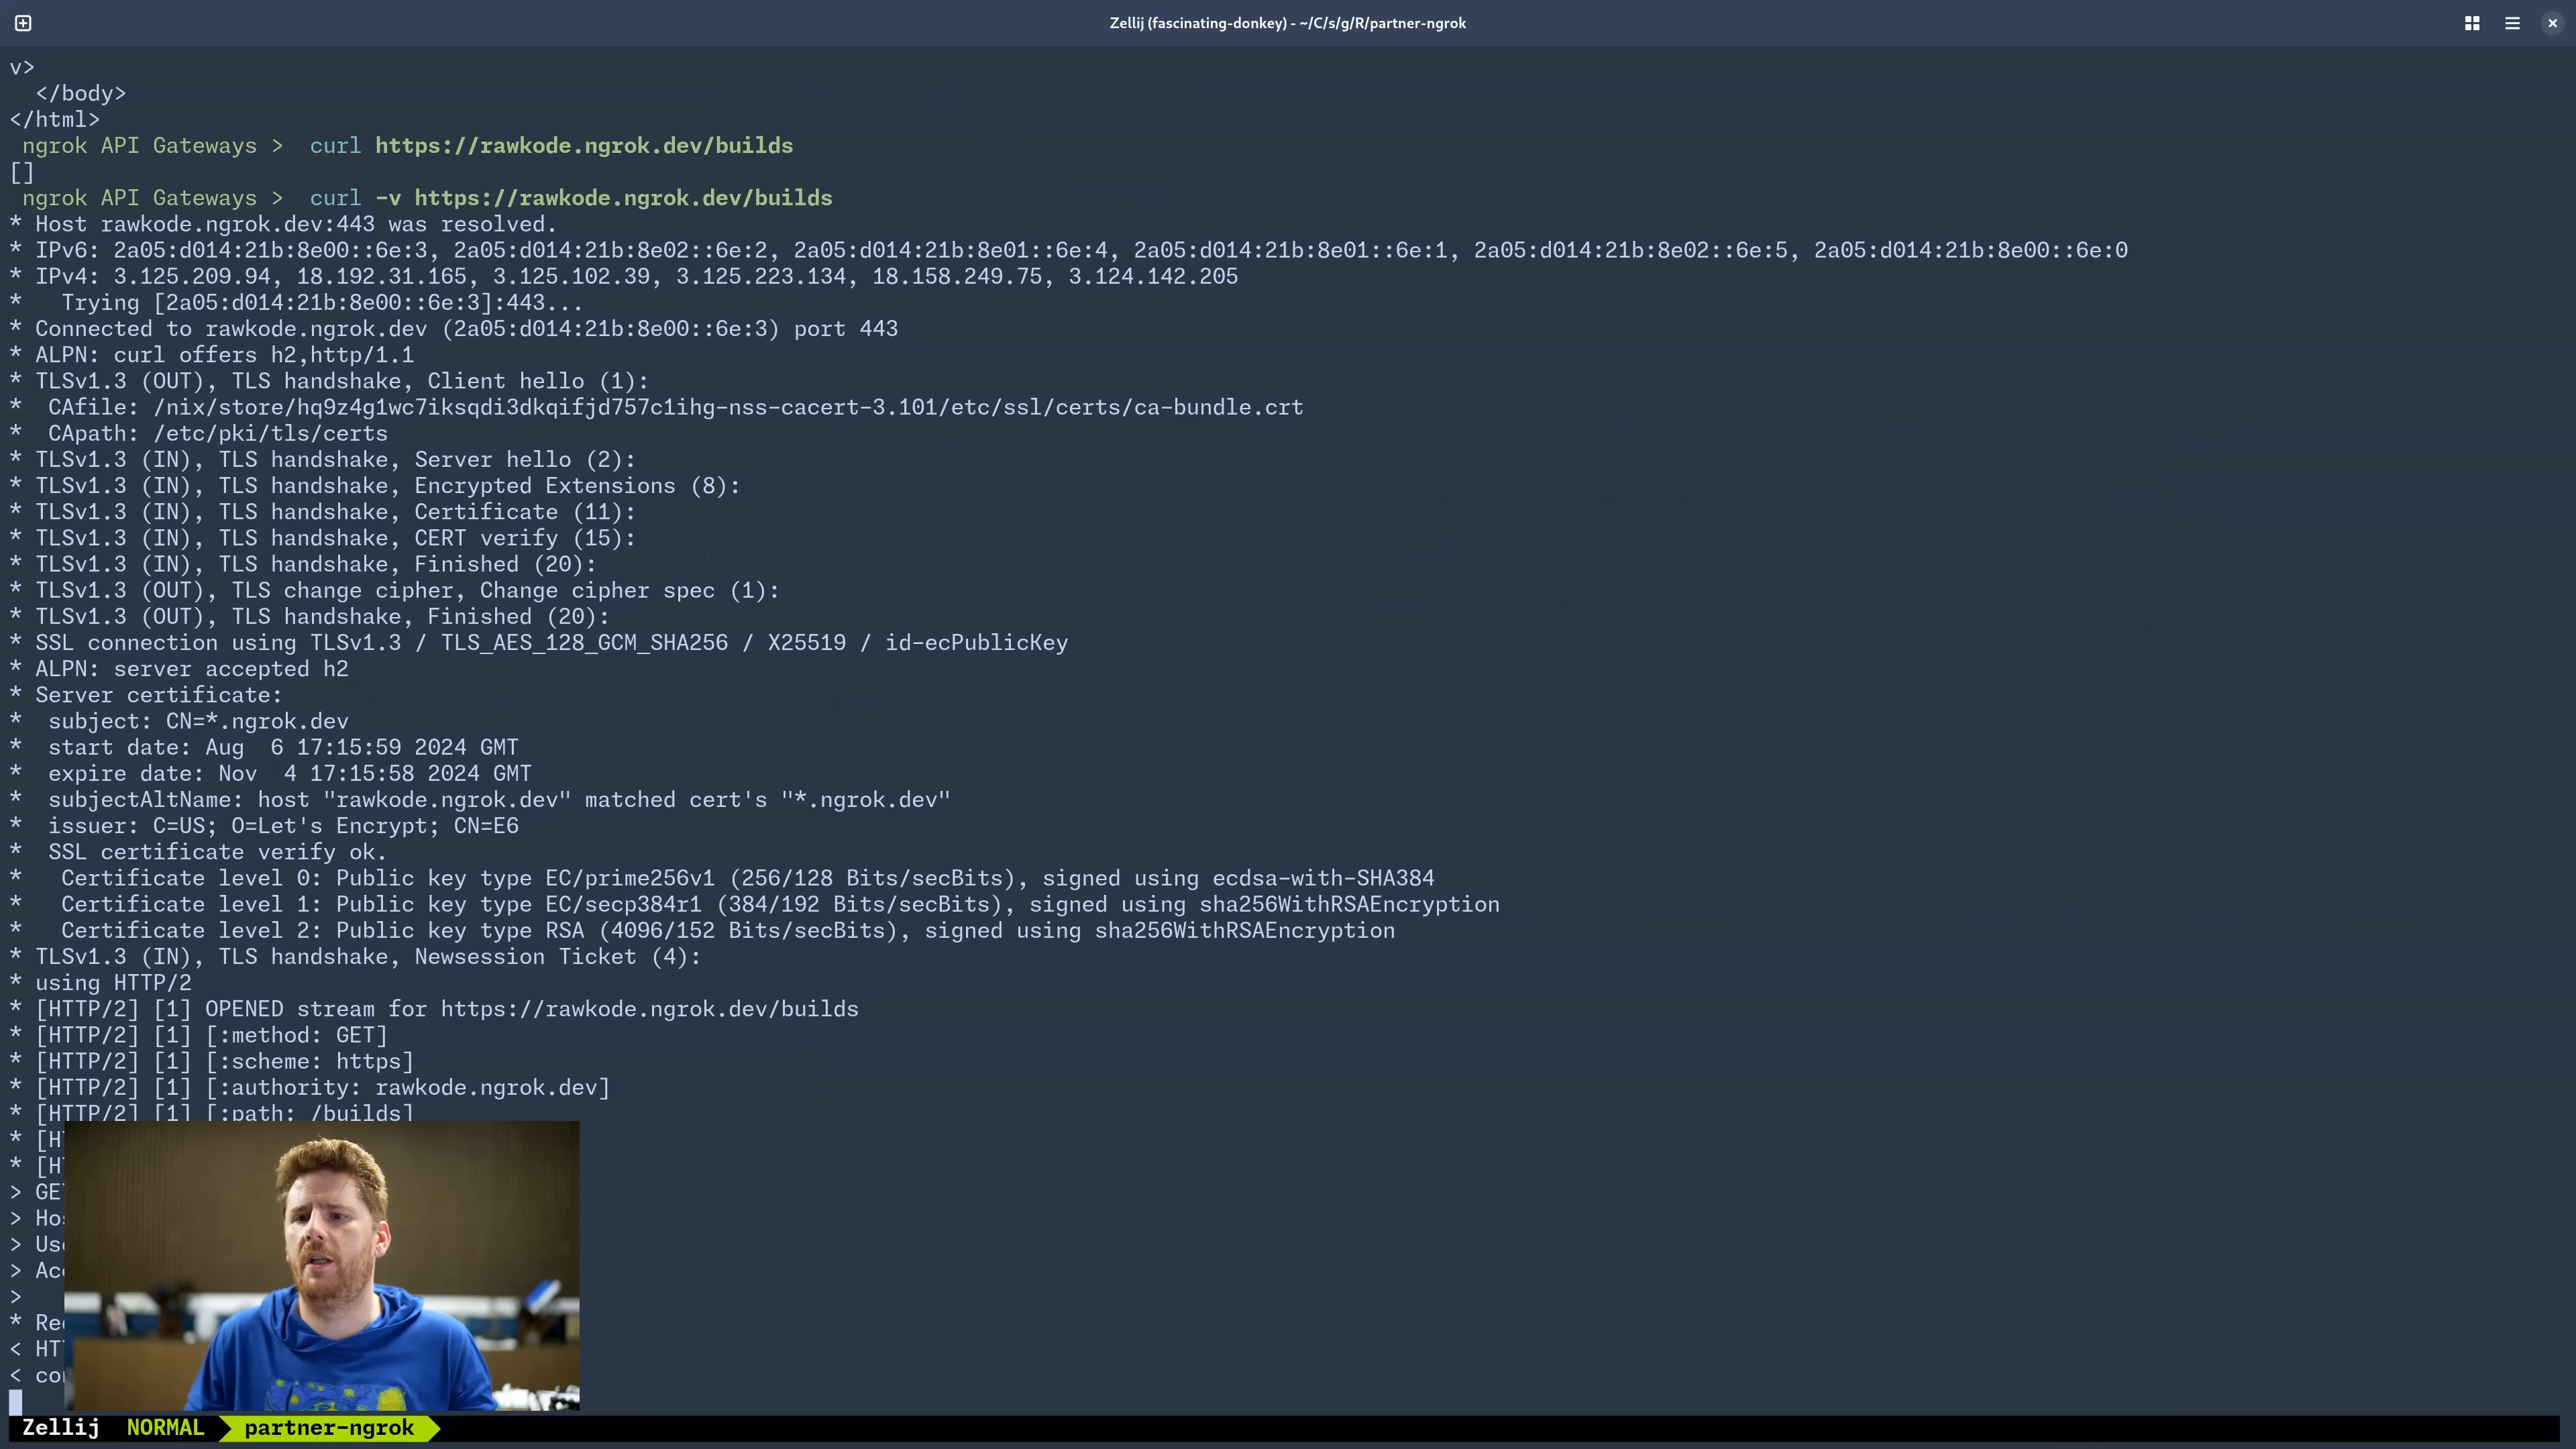 Zellij (fascinating-donkey) - ~/C/s/g/R/partner-ngrok
v>
</body>
</html>
ngrok API Gateways > curl https://rawkode.ngrok.dev/builds
[]
ngrok API Gateways > curl -v https://rawkode.ngrok.dev/builds
* Host rawkode.ngrok.dev:443 was resolved.
* IPv6: 2a05:d014:21b:8e00::6e:3, 2a05:d014:21b:8e02::6e:2, 2a05:d014:21b:8e01::6e:4, 2a05:d014:21b:8e01::6e:1, 2a05:d014:21b:8e02::6e:5, 2a05:d014:21b:8e00::6e:0
* IPv4: 3.125.209.94, 18.192.31.165, 3.125.102.39, 3.125.223.134, 18.158.249.75, 3.124.142.205
*   Trying [2a05:d014:21b:8e00::6e:3]:443...
* Connected to rawkode.ngrok.dev (2a05:d014:21b:8e00::6e:3) port 443
* ALPN: curl offers h2,http/1.1
* TLSv1.3 (OUT), TLS handshake, Client hello (1):
*  CAfile: /nix/store/hq9z4g1wc7iksqdi3dkqifjd757c1ihg-nss-cacert-3.101/etc/ssl/certs/ca-bundle.crt
*  CApath: /etc/pki/tls/certs
* TLSv1.3 (IN), TLS handshake, Server hello (2):
* TLSv1.3 (IN), TLS handshake, Encrypted Extensions (8):
* TLSv1.3 (IN), TLS handshake, Certificate (11):
* TLSv1.3 (IN), TLS handshake, CERT verify (15):
* TLSv1.3 (IN), TLS handshake, Finished (20):
* TLSv1.3 (OUT), TLS change cipher, Change cipher spec (1):
* TLSv1.3 (OUT), TLS handshake, Finished (20):
* SSL connection using TLSv1.3 / TLS_AES_128_GCM_SHA256 / X25519 / id-ecPublicKey
* ALPN: server accepted h2
* Server certificate:
*  subject: CN=*.ngrok.dev
*  start date: Aug  6 17:15:59 2024 GMT
*  expire date: Nov  4 17:15:58 2024 GMT
*  subjectAltName: host "rawkode.ngrok.dev" matched cert's "*.ngrok.dev"
*  issuer: C=US; O=Let's Encrypt; CN=E6
*  SSL certificate verify ok.
*   Certificate level 0: Public key type EC/prime256v1 (256/128 Bits/secBits), signed using ecdsa-with-SHA384
*   Certificate level 1: Public key type EC/secp384r1 (384/192 Bits/secBits), signed using sha256WithRSAEncryption
*   Certificate level 2: Public key type RSA (4096/152 Bits/secBits), signed using sha256WithRSAEncryption
* TLSv1.3 (IN), TLS handshake, Newsession Ticket (4):
* using HTTP/2
* [HTTP/2] [1] OPENED stream for https://rawkode.ngrok.dev/builds
* [HTTP/2] [1] [:method: GET]
* [HTTP/2] [1] [:scheme: https]
* [HTTP/2] [1] [:authority: rawkode.ngrok.dev]
* [HTTP/2] [1] [:path: /builds]
Zellij NORMAL partner-ngrok